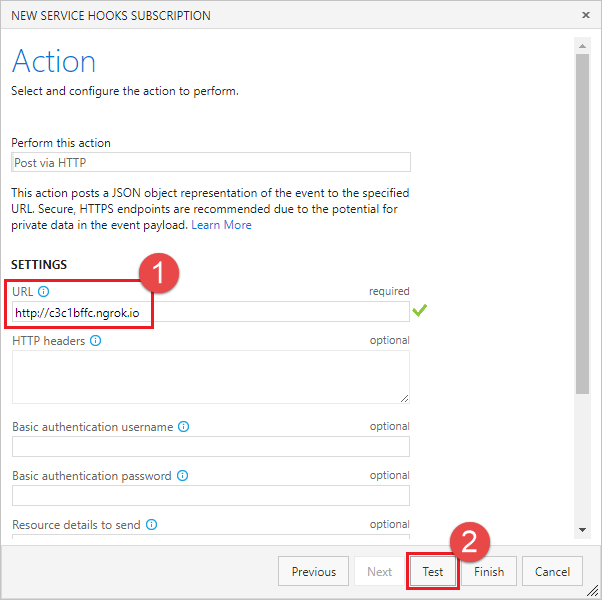 NEW SERVICE HOOKS SUBSCRIPTION
Action
Select and configure the action to perform.
Perform this action
Post via HTTP
This action posts a JSON object representation of the event to the specified
URL. Secure, HTTPS endpoints are recommended due to the potential for
private data in the event payload. Learn More
SETTINGS
1
URL required
http://c3c1bffc.ngrok.io
HTTP headers optional
Basic authentication username optional
Basic authentication password optional
Resource details to send optional
2
Previous Next Test Finish Cancel